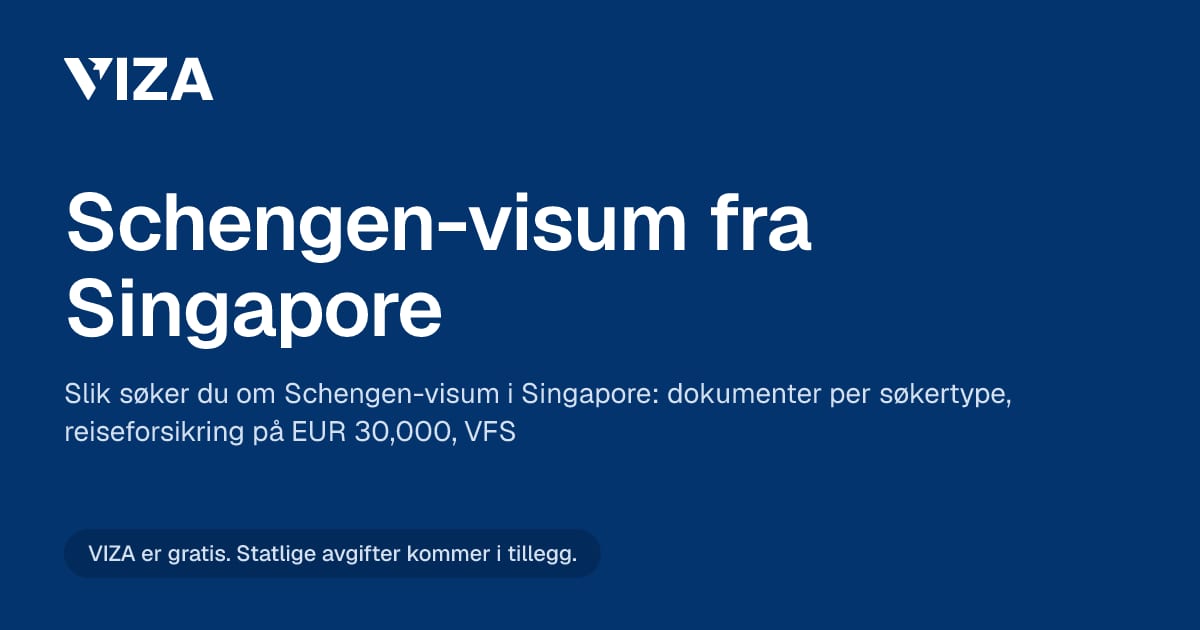 VIZA
Schengen-visum fra
Singapore
Slik søker du om Schengen-visum i Singapore: dokumenter per søkertype,
reiseforsikring på EUR 30,000, VFS
VIZA er gratis. Statlige avgifter kommer i tillegg.